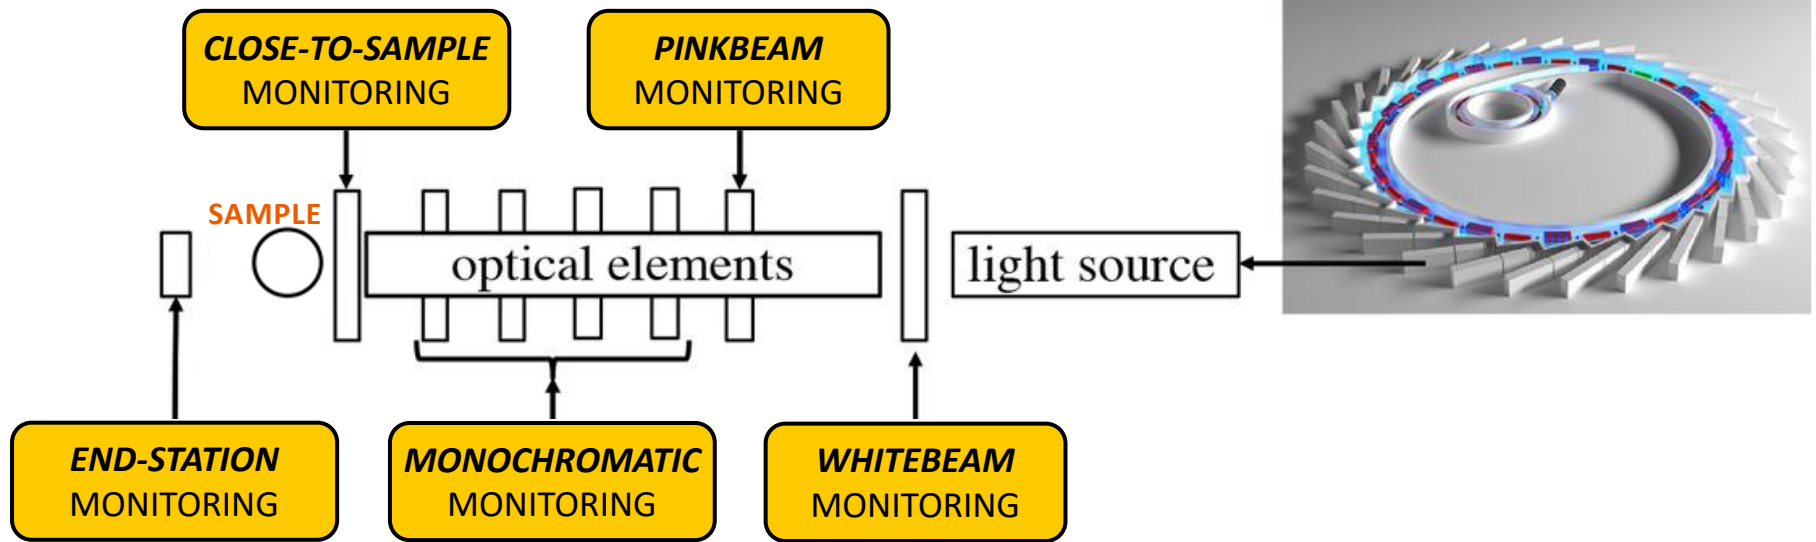 CLOSE-TO-SAMPLE
MONITORING
PINKBEAM
MONITORING
SAMPLE
optical elements
light source
END-STATION
MONITORING
MONOCHROMATIC
MONITORING
WHITEBEAM
MONITORING